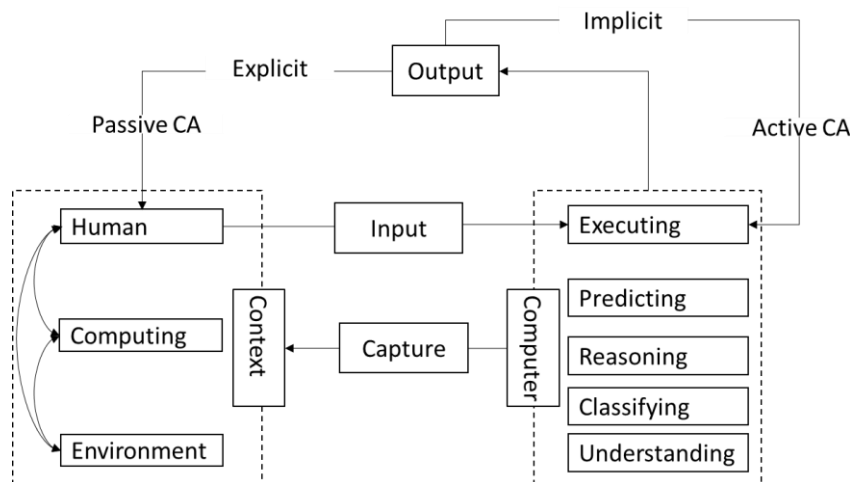 Implicit
Explicit
Output
Passive CA
Active CA
Human
Input
Executing
Context
Computer
Predicting
Computing
Capture
Reasoning
Classifying
Environment
Understanding